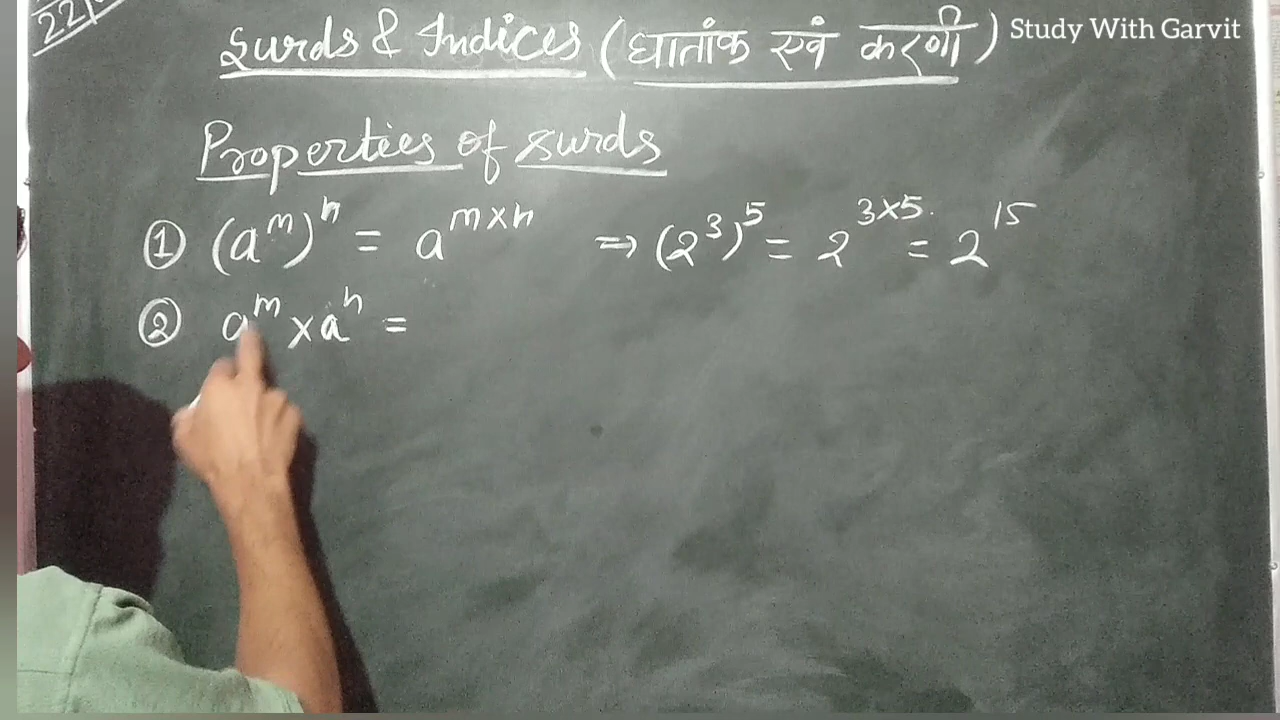 22/
Surds & Indices (घातांक एवं करणी)
Study With Garvit
Properties of surds
① (a^m)^n = a^{m×n} ⇒ (2^3)^5 = 2^{3×5} = 2^{15}
② a^m × a^n =